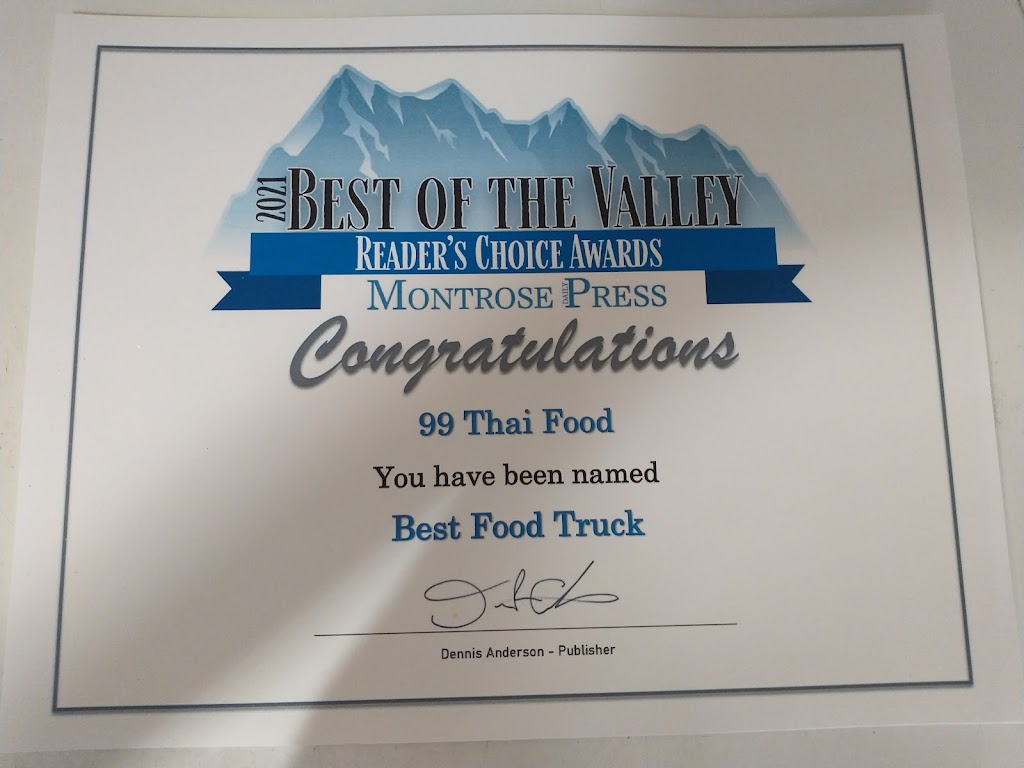 2021 BEST OF THE VALLEY
READER'S CHOICE AWARDS
MONTROSE DAILY PRESS
Congratulations
99 Thai Food
You have been named
Best Food Truck
Dennis Anderson - Publisher